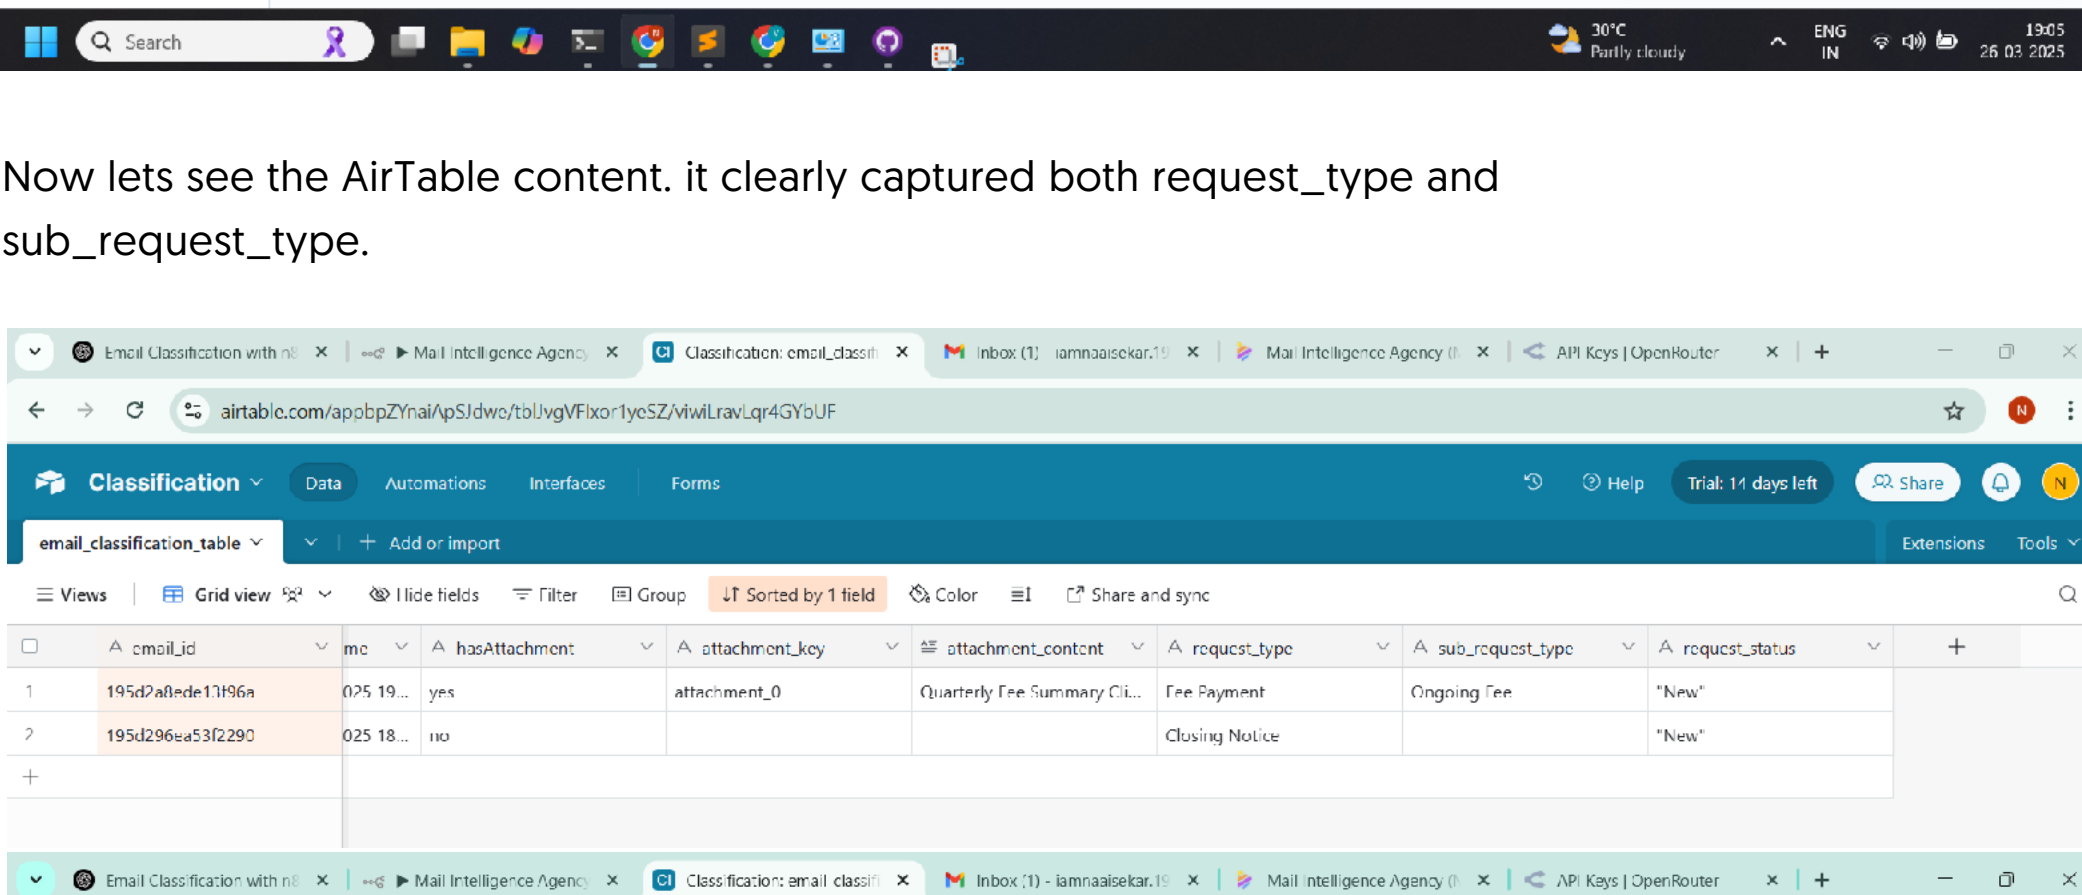 Search
30°C
Partly cloudy
ENG
IN
19:05
26-03-2025
Now lets see the AirTable content. it clearly captured both request_type and
sub_request_type.
Email Classification with n8 Mail Intelligence Agency Classification: email_classifi Inbox (1) - iamnaaisekar.19 Mail Intelligence Agency (N API Keys | OpenRouter
Classification Data Automations Interfaces Forms Help Trial: 14 days left Share N
email_classification_table Add or import Extensions Tools
Views Grid view Hide fields Filter Group Sorted by 1 field Color Share and sync
email_id me hasAttachment attachment_key attachment_content request_type sub_request_type request_status
1 195d2a8ede13f96a 025 19... yes attachment_0 Quarterly Fee Summary Cli... Fee Payment Ongoing Fee "New"
2 195d296ea53f2290 025 18... no Closing Notice "New"
Email Classification with n8 Mail Intelligence Agency Classification: email_classifi Inbox (1) - iamnaaisekar.19 Mail Intelligence Agency (N API Keys | OpenRouter